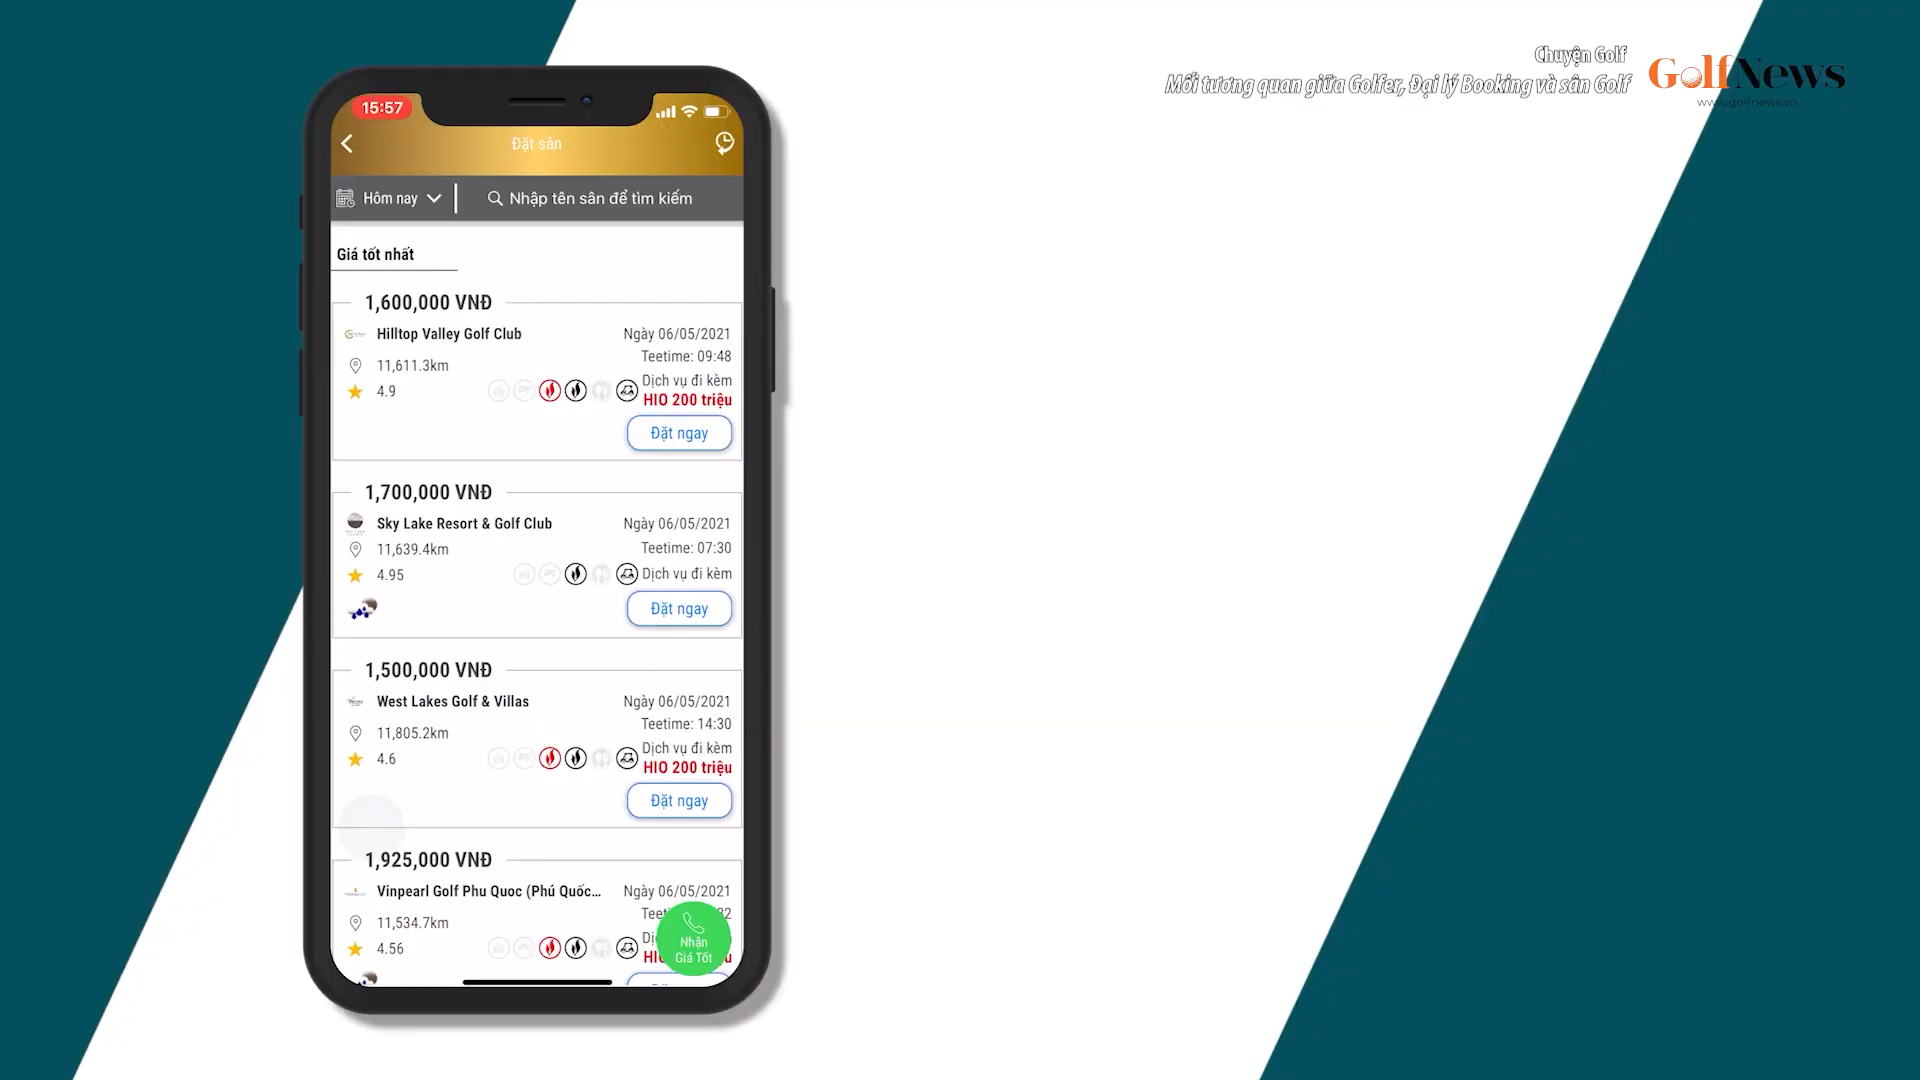 Chuyện Golf
Mối tương quan giữa Golfer, Đại lý Booking và sân Golf
GolfNews
www.golfnews.vn
15:57
Đặt sân
Hôm nay
Nhập tên sân để tìm kiếm
Giá tốt nhất
1,600,000 VNĐ
Hilltop Valley Golf Club
Ngày 06/05/2021
Teetime: 09:48
11,611.3km
Dịch vụ đi kèm
4.9
HIO 200 triệu
Đặt ngay
1,700,000 VNĐ
Sky Lake Resort & Golf Club
Ngày 06/05/2021
11,639.4km
Teetime: 07:30
4.95
Dịch vụ đi kèm
Đặt ngay
1,500,000 VNĐ
West Lakes Golf & Villas
Ngày 06/05/2021
Teetime: 14:30
11,805.2km
Dịch vụ đi kèm
4.6
HIO 200 triệu
Đặt ngay
1,925,000 VNĐ
Vinpearl Golf Phu Quoc (Phú Quốc...
Ngày 06/05/2021
11,534.7km
4.56
Nhận
Giá Tốt